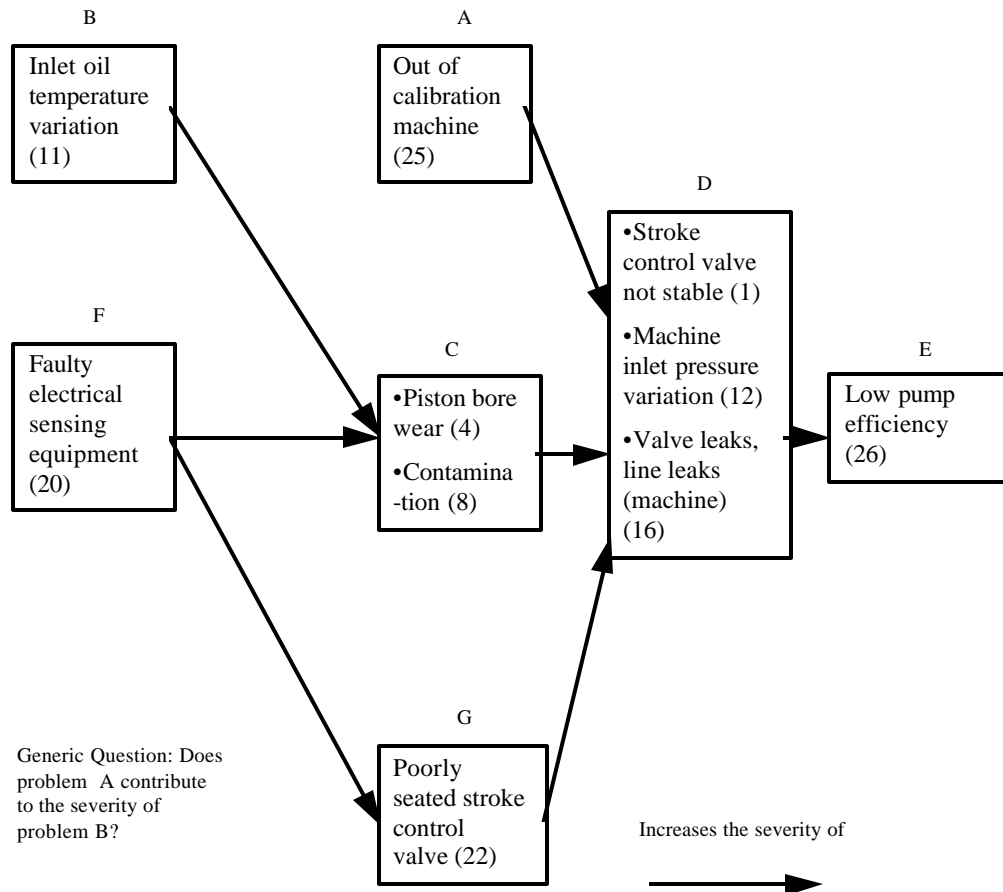 B
Inlet oil
temperature
variation
(11)
A
Out of
calibration
machine
(25)
D
•Stroke
control valve
not stable (1)
•Machine
inlet pressure
variation (12)
•Valve leaks,
line leaks
(machine)
(16)
F
Faulty
electrical
sensing
equipment
(20)
C
•Piston bore
wear (4)
•Contamina
-tion (8)
E
Low pump
efficiency
(26)
G
Poorly
seated stroke
control
valve (22)
Generic Question: Does
problem A contribute
to the severity of
problem B?
Increases the severity of